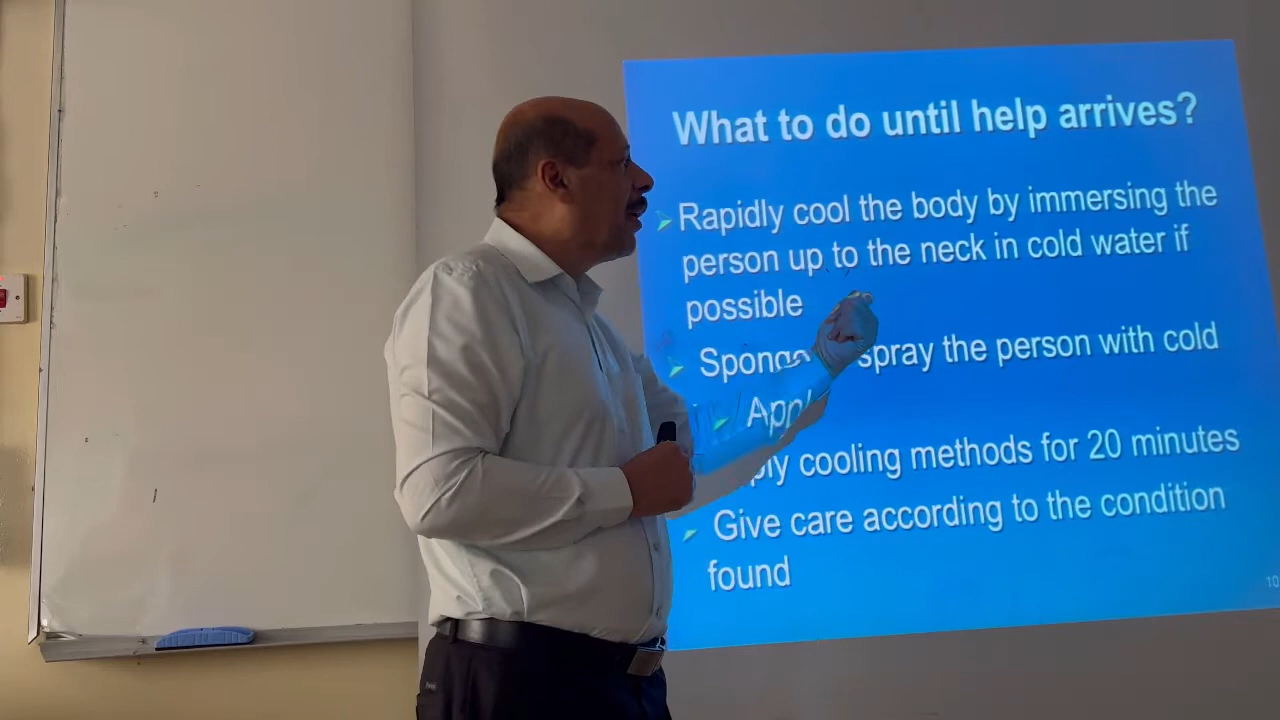 What to do until help arrives?
Rapidly cool the body by immersing the
person up to the neck in cold water if
possible
spray the person with cold
cooling methods for 20 minutes
Give care according to the condition
found
10